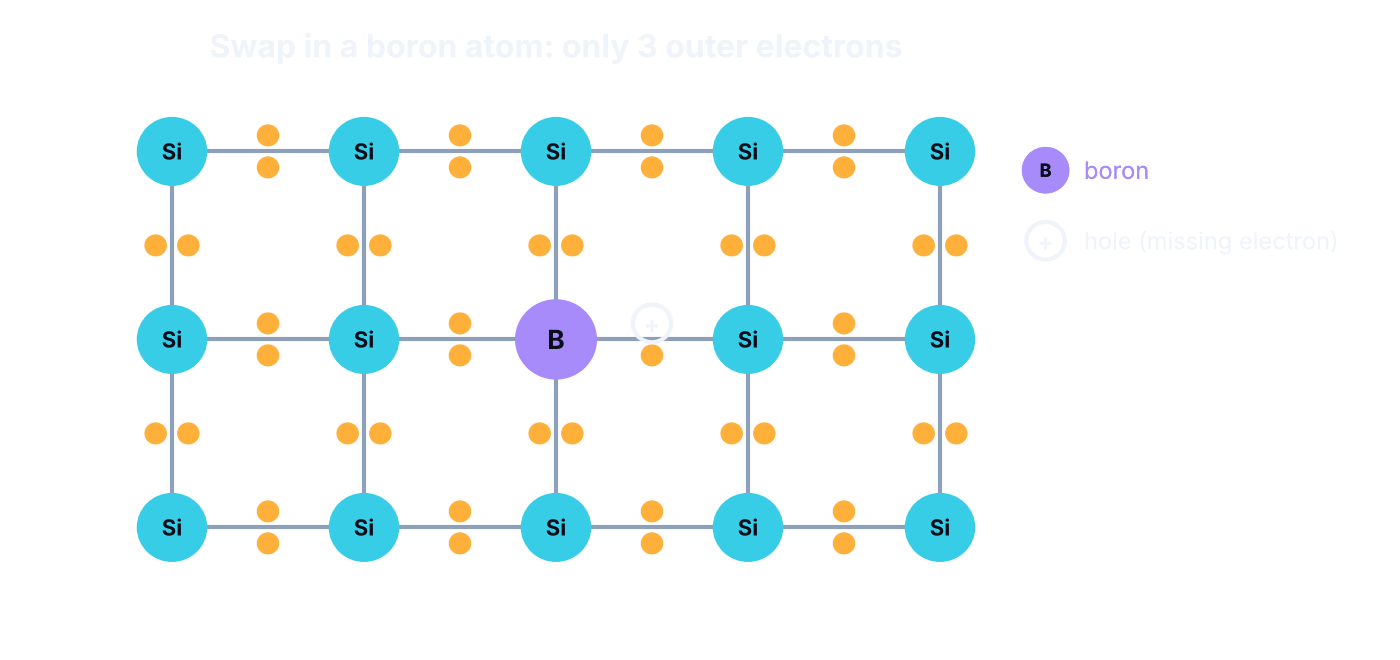 Swap in a boron atom: only 3 outer electrons
Si Si Si Si Si
B boron
+ hole (missing electron)
+
Si Si B Si Si
Si Si Si Si Si